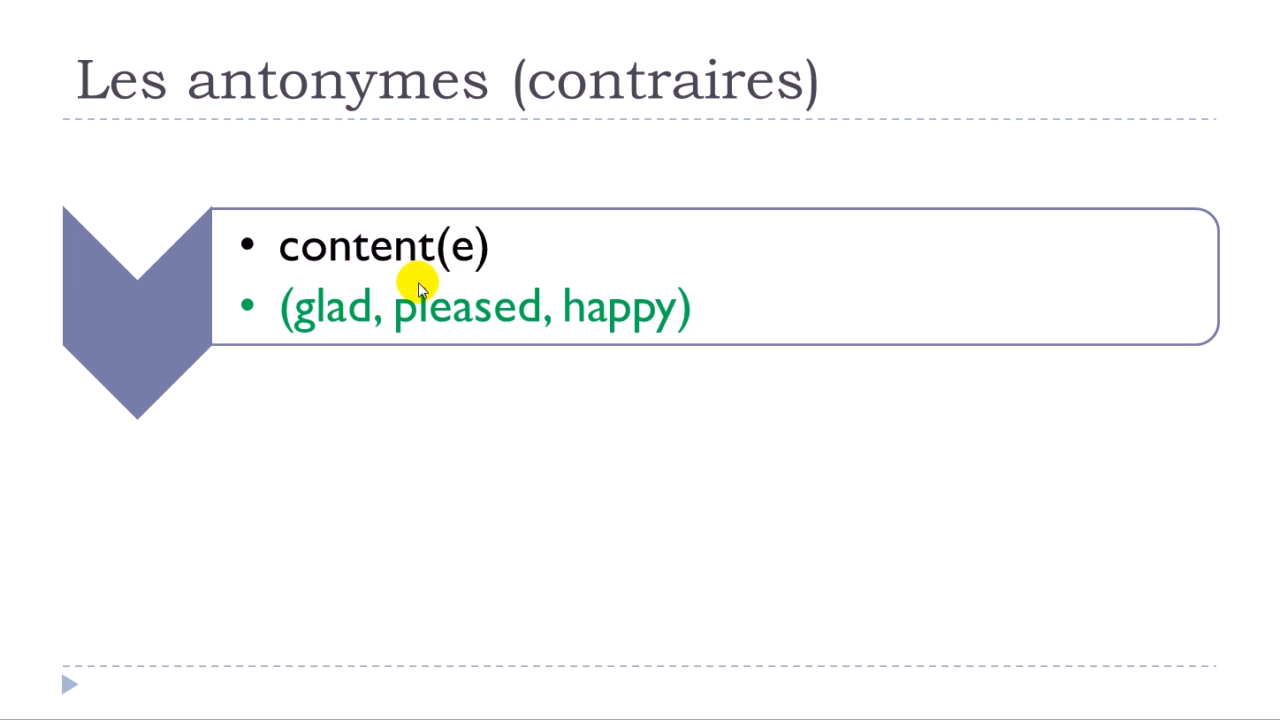 Les antonymes (contraires)
• content(e)
• (glad, pleased, happy)